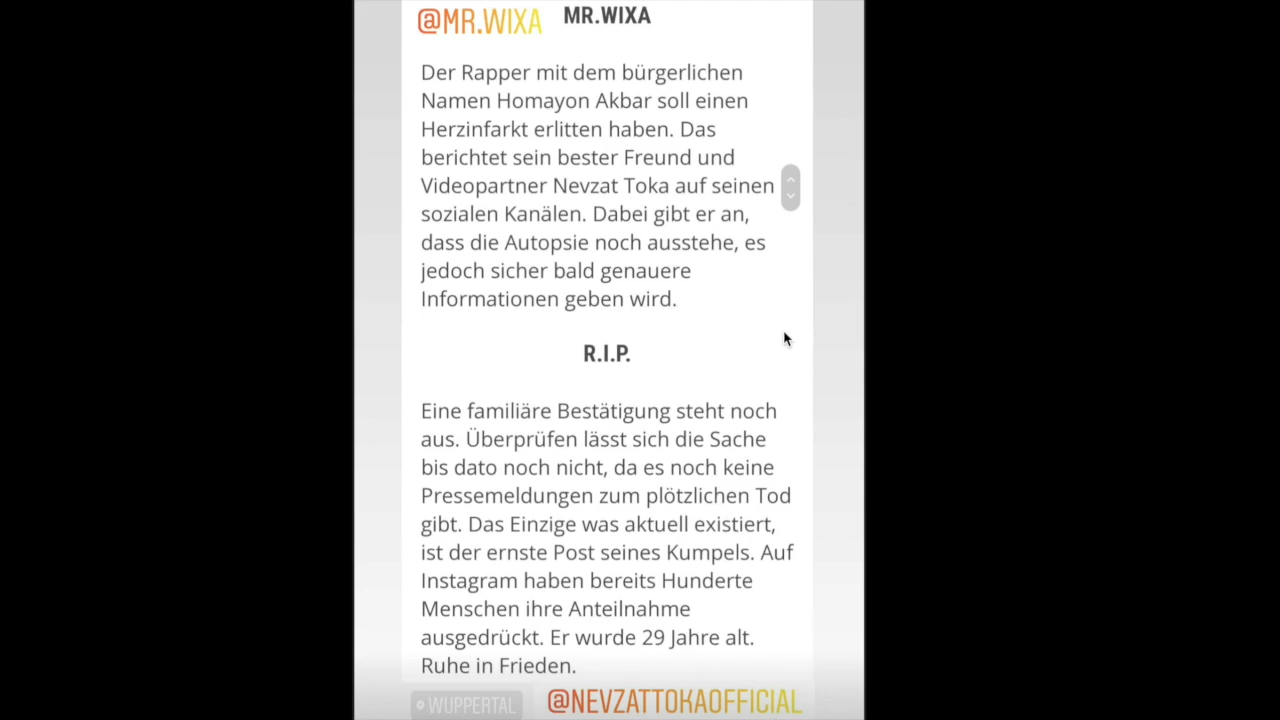 @MR.WIXA MR.WIXA
Der Rapper mit dem bürgerlichen
Namen Homayon Akbar soll einen
Herzinfarkt erlitten haben. Das
berichtet sein bester Freund und
Videopartner Nevzat Toka auf seinen
sozialen Kanälen. Dabei gibt er an,
dass die Autopsie noch ausstehe, es
jedoch sicher bald genauere
Informationen geben wird.
R.I.P.
Eine familiäre Bestätigung steht noch
aus. Überprüfen lässt sich die Sache
bis dato noch nicht, da es noch keine
Pressemeldungen zum plötzlichen Tod
gibt. Das Einzige was aktuell existiert,
ist der ernste Post seines Kumpels. Auf
Instagram haben bereits Hunderte
Menschen ihre Anteilnahme
ausgedrückt. Er wurde 29 Jahre alt.
Ruhe in Frieden.
WUPPERTAL @NEVZATTOKAOFFICIAL